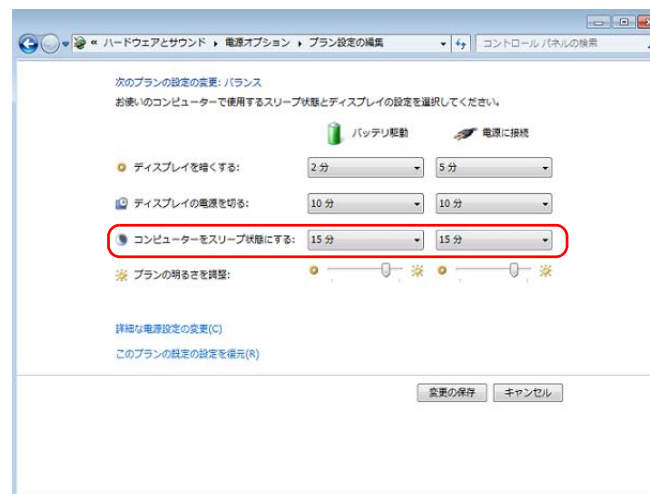 « ハードウェアとサウンド ▸ 電源オプション ▸ プラン設定の編集 コントロール パネルの検索
次のプランの設定の変更: バランス
お使いのコンピューターで使用するスリープ状態とディスプレイの設定を選択してください。
バッテリ駆動 電源に接続
ディスプレイを暗くする: 2 分 5 分
ディスプレイの電源を切る: 10 分 10 分
コンピューターをスリープ状態にする: 15 分 15 分
プランの明るさを調整:
詳細な電源設定の変更(C)
このプランの既定の設定を復元(R)
変更の保存 キャンセル